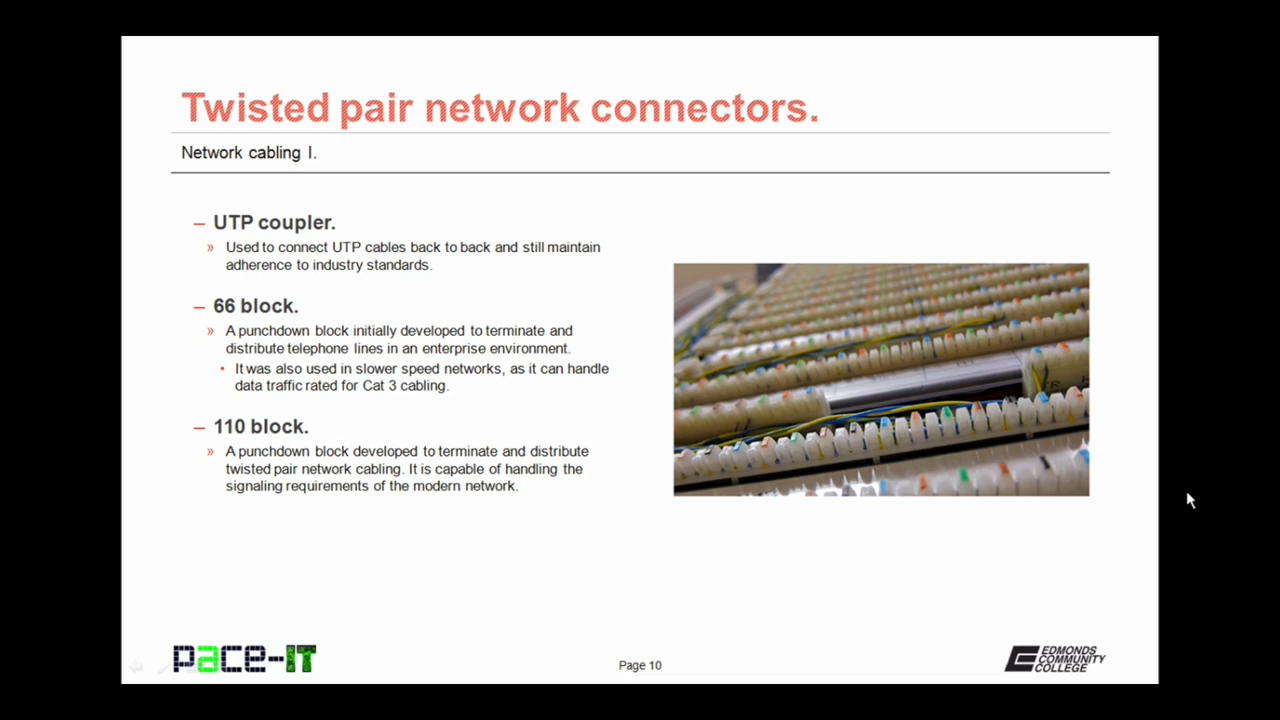 Twisted pair network connectors.
Network cabling I.
– UTP coupler.
» Used to connect UTP cables back to back and still maintain
adherence to industry standards.
– 66 block.
» A punchdown block initially developed to terminate and
distribute telephone lines in an enterprise environment.
• It was also used in slower speed networks, as it can handle
data traffic rated for Cat 3 cabling.
– 110 block.
» A punchdown block developed to terminate and distribute
twisted pair network cabling. It is capable of handling the
signaling requirements of the modern network.
pace-IT
Page 10
EDMONDS
COMMUNITY
COLLEGE